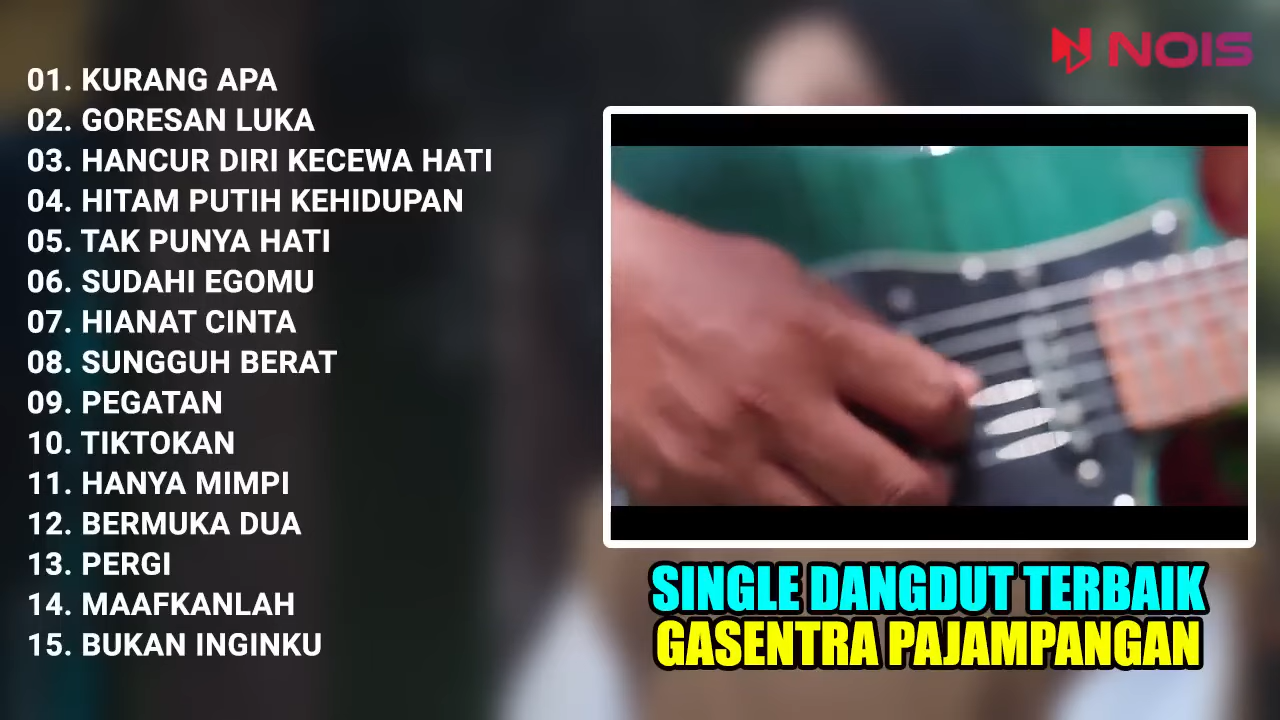 NOIS
01. KURANG APA
02. GORESAN LUKA
03. HANCUR DIRI KECEWA HATI
04. HITAM PUTIH KEHIDUPAN
05. TAK PUNYA HATI
06. SUDAHI EGOMU
07. HIANAT CINTA
08. SUNGGUH BERAT
09. PEGATAN
10. TIKTOKAN
11. HANYA MIMPI
12. BERMUKA DUA
13. PERGI
14. MAAFKANLAH
15. BUKAN INGINKU
SINGLE DANGDUT TERBAIK
GASENTRA PAJAMPANGAN